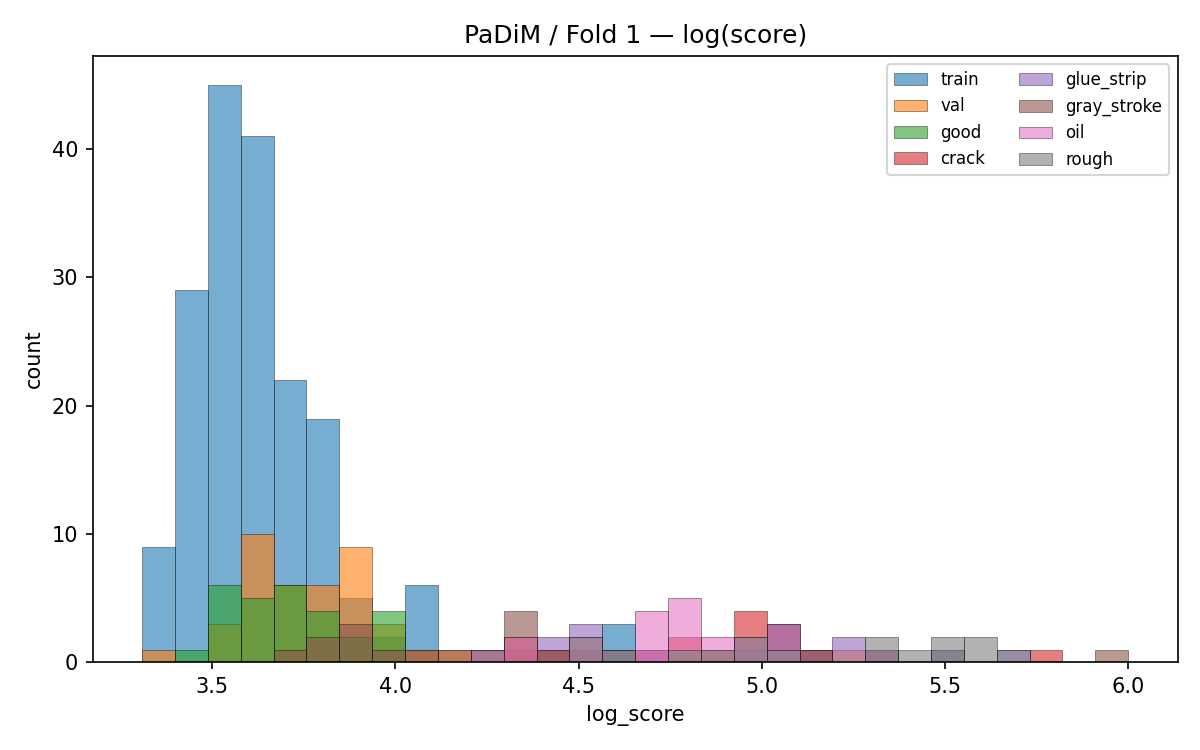 PaDiM / Fold 1 — log(score)
train
val
good
crack
glue_strip
gray_stroke
oil
rough
count
40
30
20
10
0
3.5
4.0
4.5
5.0
5.5
6.0
log_score